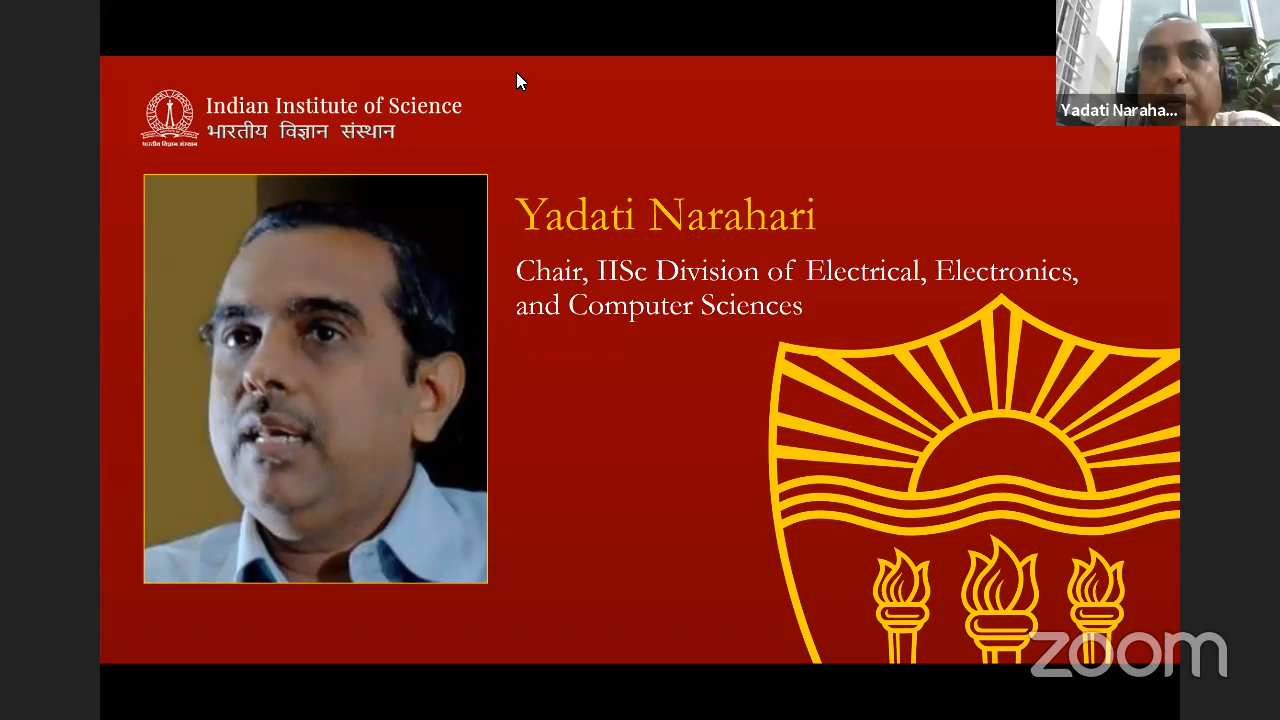 Indian Institute of Science
भारतीय विज्ञान संस्थान
भारतीय विज्ञान संस्थान
Yadati Narahari
Chair, IISc Division of Electrical, Electronics,
and Computer Sciences
Yadati Naraha...
zoom